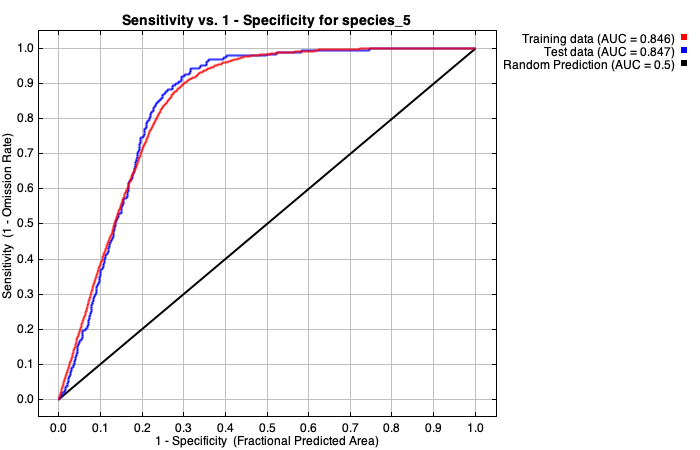 Sensitivity vs. 1 - Specificity for species_5
Training data (AUC = 0.846)
Test data (AUC = 0.847)
Random Prediction (AUC = 0.5)
Sensitivity (1 - Omission Rate)
1.0
0.9
0.8
0.7
0.6
0.5
0.4
0.3
0.2
0.1
0.0
0.0 0.1 0.2 0.3 0.4 0.5 0.6 0.7 0.8 0.9 1.0
1 - Specificity (Fractional Predicted Area)